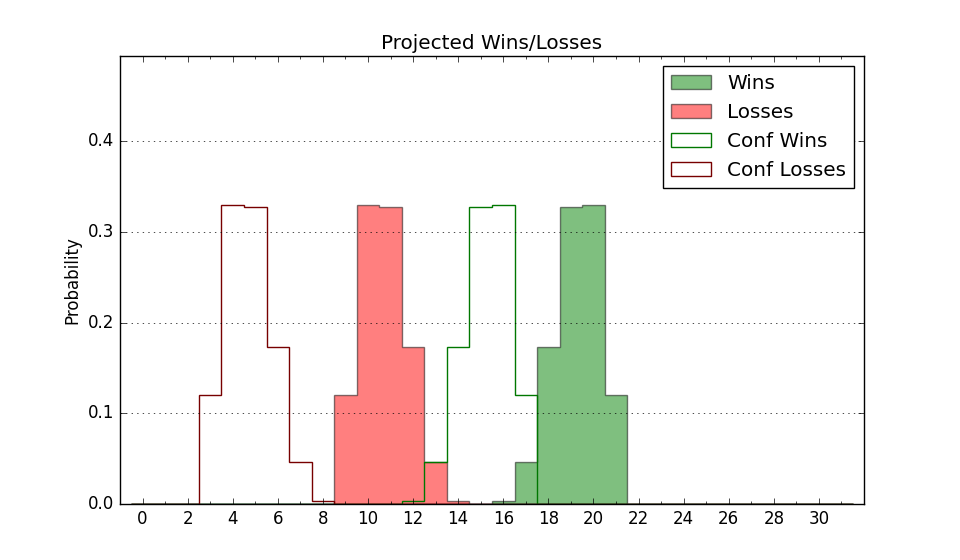 Projected Wins/Losses
Wins
Losses
Conf Wins
Conf Losses
Probability
0.4
0.3
0.2
0.1
0.0
0 2 4 6 8 10 12 14 16 18 20 22 24 26 28 30